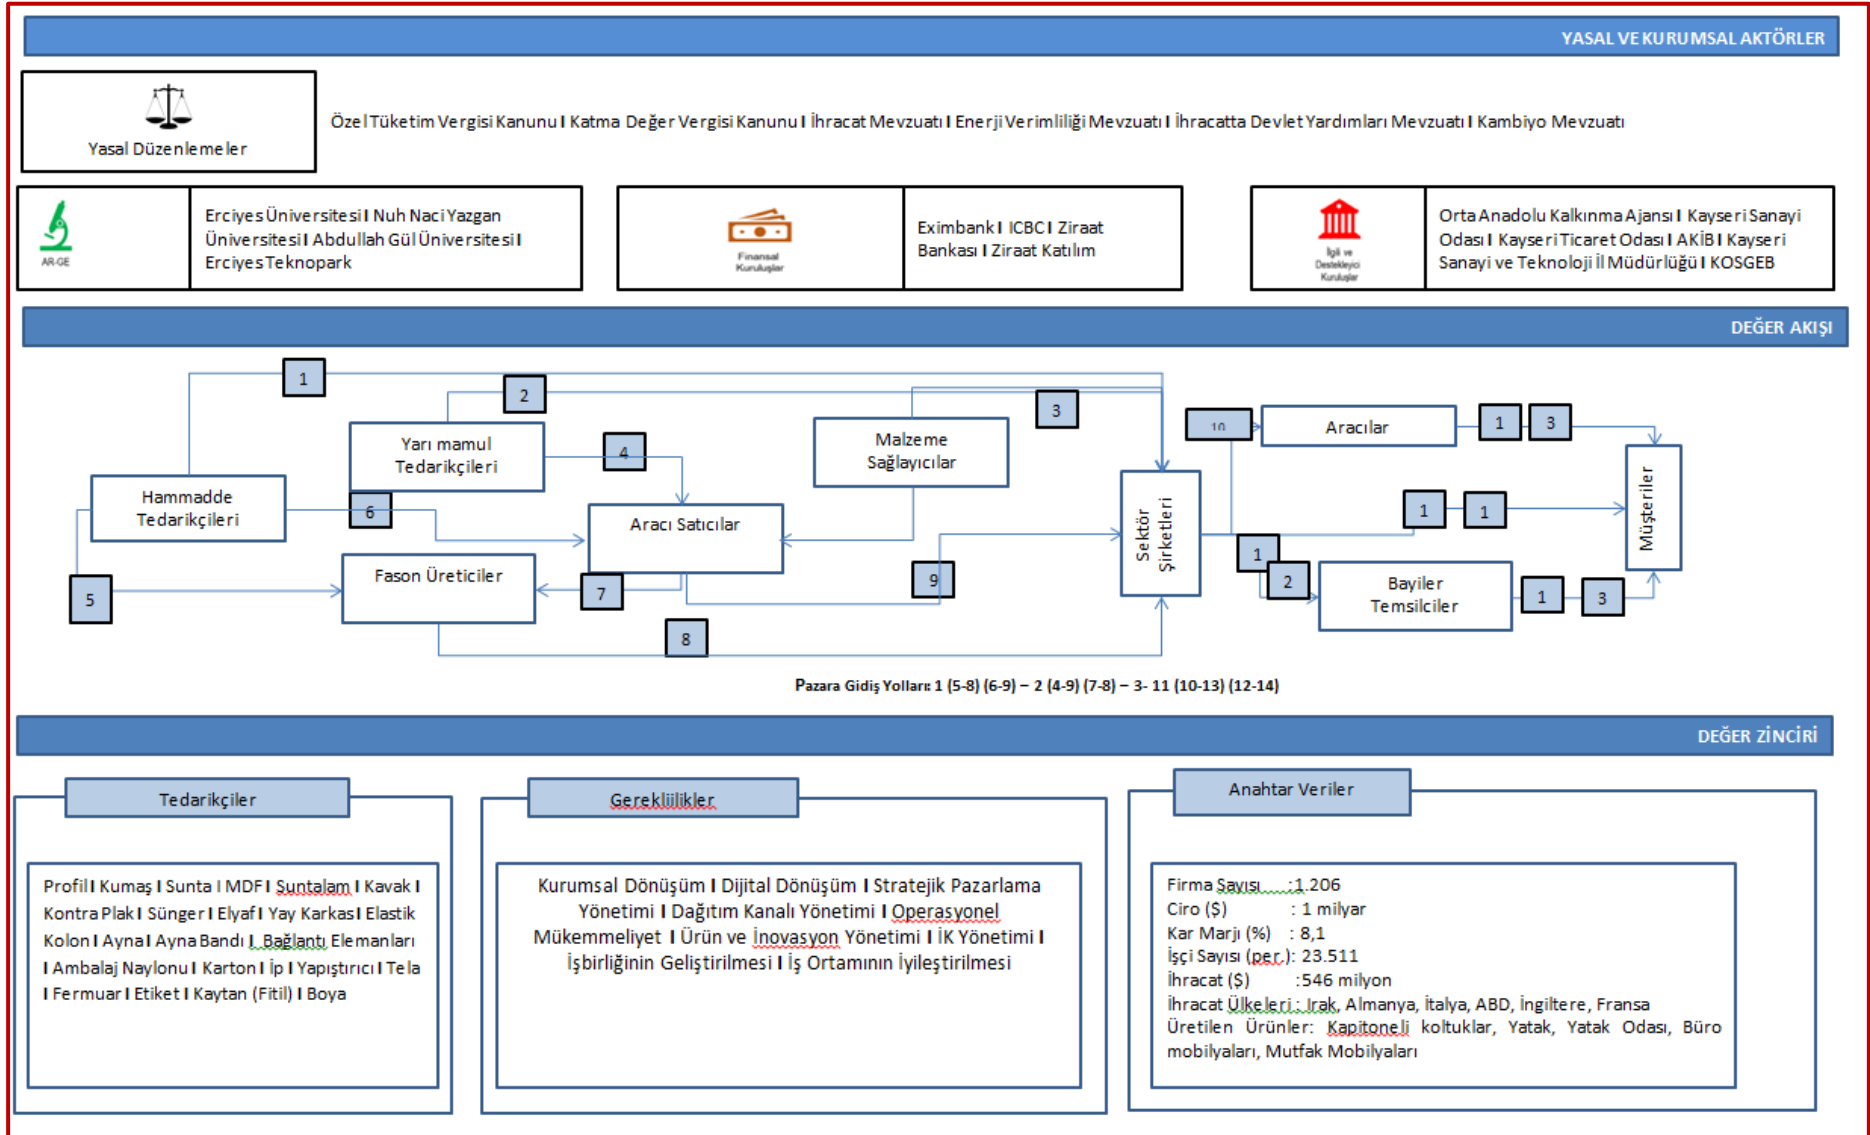 YASAL VE KURUMSAL AKTÖRLER
Yasal Düzenlemeler
Özel Tüketim Vergisi Kanunu I Katma Değer Vergisi Kanunu I İhracat Mevzuatı I Enerji Verimliliği Mevzuatı I İhracatta Devlet Yardımları Mevzuatı I Kambiyo Mevzuatı
AR-GE
Erciyes Üniversitesi I Nuh Naci Yazgan
Üniversitesi I Abdullah Gül Üniversitesi I
Erciyes Teknopark
Finansal
Kuruluşlar
Eximbank I ICBC I Ziraat
Bankası I Ziraat Katılım
İlgili ve
Destekleyici
Kuruluşlar
Orta Anadolu Kalkınma Ajansı I Kayseri Sanayi
Odası I Kayseri Ticaret Odası I AKİB I Kayseri
Sanayi ve Teknoloji İl Müdürlüğü I KOSGEB
DEĞER AKIŞI
1
2
3
Yarı mamul
Tedarikçileri
4
Malzeme
Sağlayıcılar
10
Aracılar
1
3
Hammadde
Tedarikçileri
6
Aracı Satıcılar
Sektör
Şirketleri
1
1
Müşteriler
5
Fason Üreticiler
7
9
1
2
Bayiler
Temsilciler
1
3
8
Pazara Gidiş Yolları: 1 (5-8) (6-9) – 2 (4-9) (7-8) – 3- 11 (10-13) (12-14)
DEĞER ZİNCİRİ
Tedarikçiler
Profil I Kumaş I Sunta I MDF I Suntalam I Kavak I
Kontra Plak I Sünger I Elyaf I Yay Karkas I Elastik
Kolon I Ayna I Ayna Bandı I Bağlantı Elemanları
I Ambalaj Naylonu I Karton I İp I Yapıştırıcı I Tela
I Fermuar I Etiket I Kaytan (Fitil) I Boya
Gerekliilikler
Kurumsal Dönüşüm I Dijital Dönüşüm I Stratejik Pazarlama
Yönetimi I Dağıtım Kanalı Yönetimi I Operasyonel
Mükemmeliyet I Ürün ve İnovasyon Yönetimi I İK Yönetimi I
İşbirliğinin Geliştirilmesi I İş Ortamının İyileştirilmesi
Anahtar Veriler
Firma Sayısı :1.206
Ciro ($) : 1 milyar
Kar Marjı (%) : 8,1
İşçi Sayısı (per.): 23.511
İhracat ($) :546 milyon
İhracat Ülkeleri : Irak, Almanya, İtalya, ABD, İngiltere, Fransa
Üretilen Ürünler: Kapitoneli koltuklar, Yatak, Yatak Odası, Büro
mobilyaları, Mutfak Mobilyaları